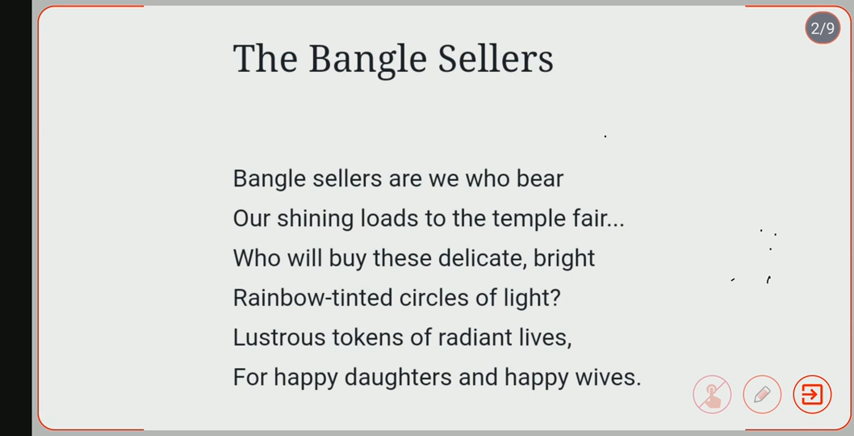 2/9
The Bangle Sellers
Bangle sellers are we who bear
Our shining loads to the temple fair...
Who will buy these delicate, bright
Rainbow-tinted circles of light?
Lustrous tokens of radiant lives,
For happy daughters and happy wives.